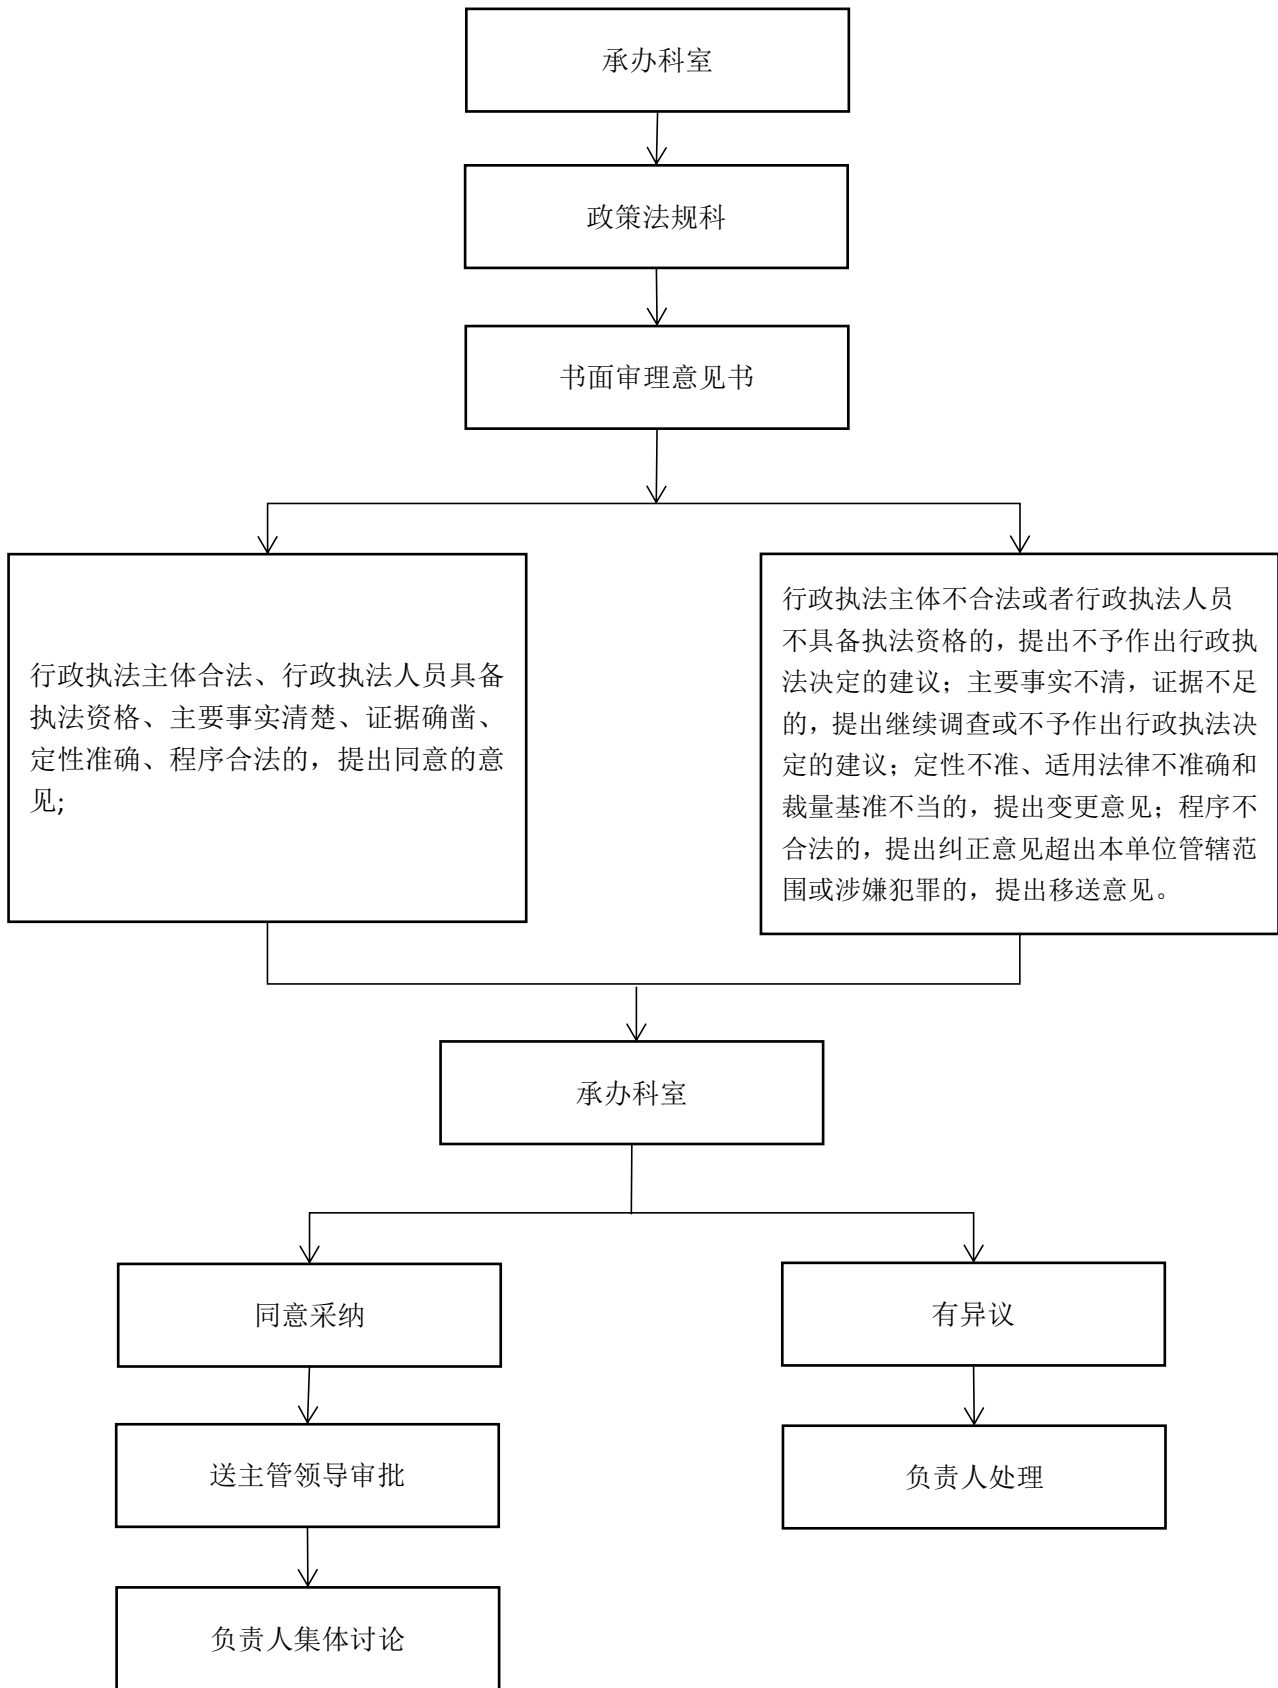 承办科室
政策法规科
书面审理意见书
行政执法主体合法、行政执法人员具备
执法资格、主要事实清楚、证据确凿、
定性准确、程序合法的，提出同意的意
见;
行政执法主体不合法或者行政执法人员
不具备执法资格的，提出不予作出行政执
法决定的建议；主要事实不清，证据不足
的，提出继续调查或不予作出行政执法决
定的建议；定性不准、适用法律不准确和
裁量基准不当的，提出变更意见；程序不
合法的，提出纠正意见超出本单位管辖范
围或涉嫌犯罪的，提出移送意见。
承办科室
同意采纳
有异议
送主管领导审批
负责人处理
负责人集体讨论